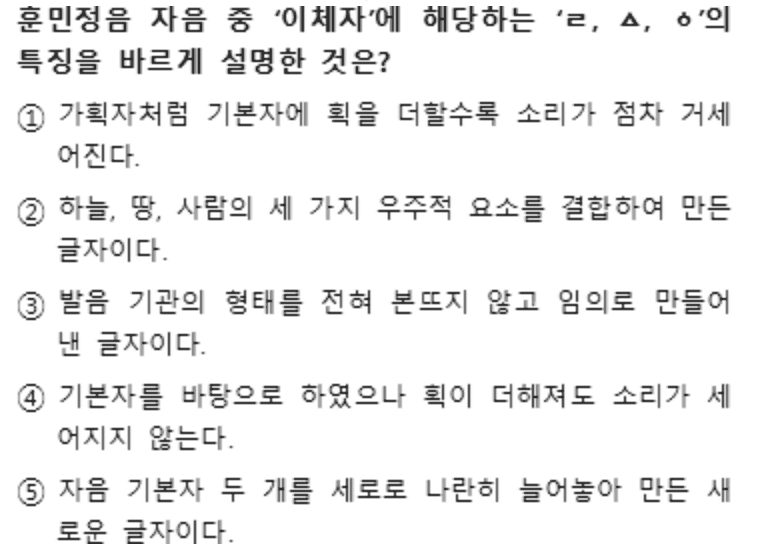 훈민정음 자음 중 '이체자'에 해당하는 'ㄹ, ㅿ, ㆁ'의
특징을 바르게 설명한 것은?
① 가획자처럼 기본자에 획을 더할수록 소리가 점차 거세
어진다.
② 하늘, 땅, 사람의 세 가지 우주적 요소를 결합하여 만든
글자이다.
③ 발음 기관의 형태를 전혀 본뜨지 않고 임의로 만들어
낸 글자이다.
④ 기본자를 바탕으로 하였으나 획이 더해져도 소리가 세
어지지 않는다.
⑤ 자음 기본자 두 개를 세로로 나란히 늘어놓아 만든 새
로운 글자이다.